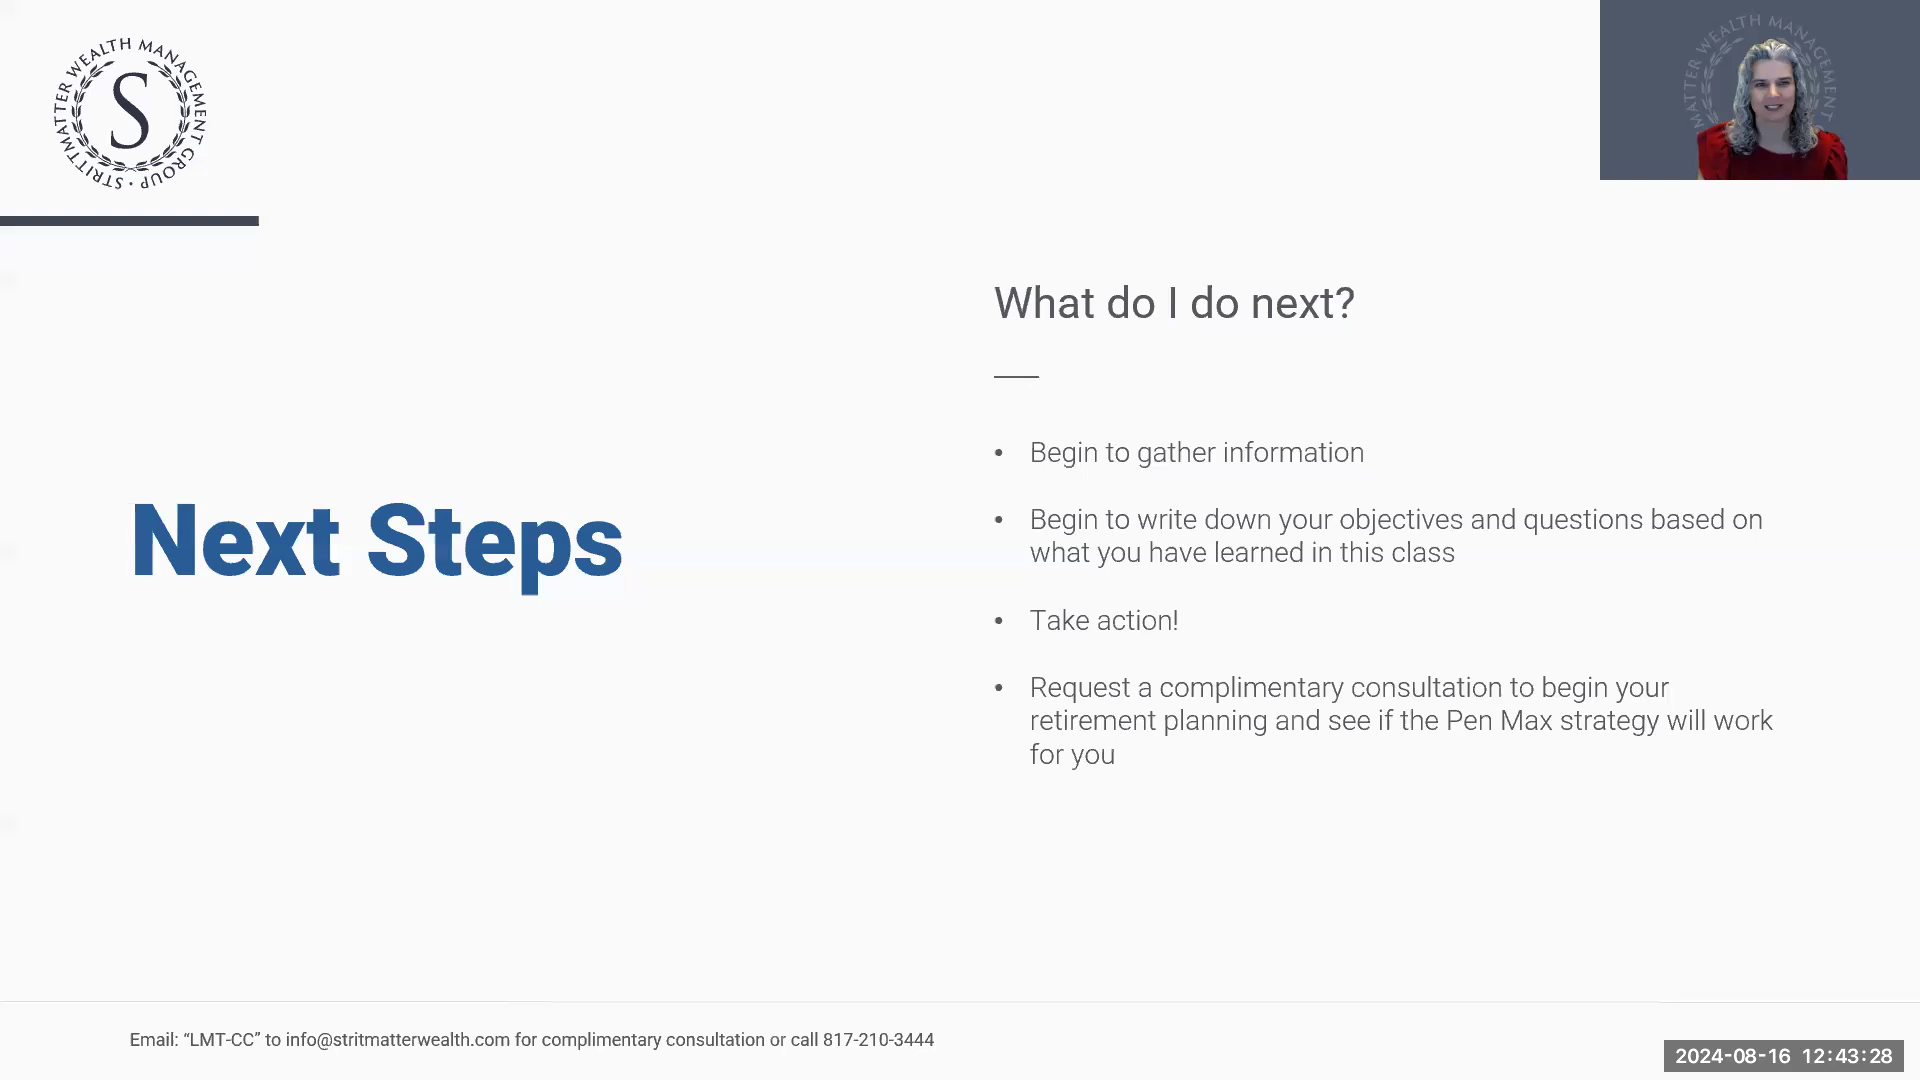 STRITTMATTER WEALTH MANAGEMENT GROUP ·
S
MATTER WEALTH MANAGEMENT
What do I do next?
• Begin to gather information
Next Steps
• Begin to write down your objectives and questions based on
what you have learned in this class
• Take action!
• Request a complimentary consultation to begin your
retirement planning and see if the Pen Max strategy will work
for you
Email: “LMT-CC” to info@stritmatterwealth.com for complimentary consultation or call 817-210-3444
2024-08-16 12:43:28